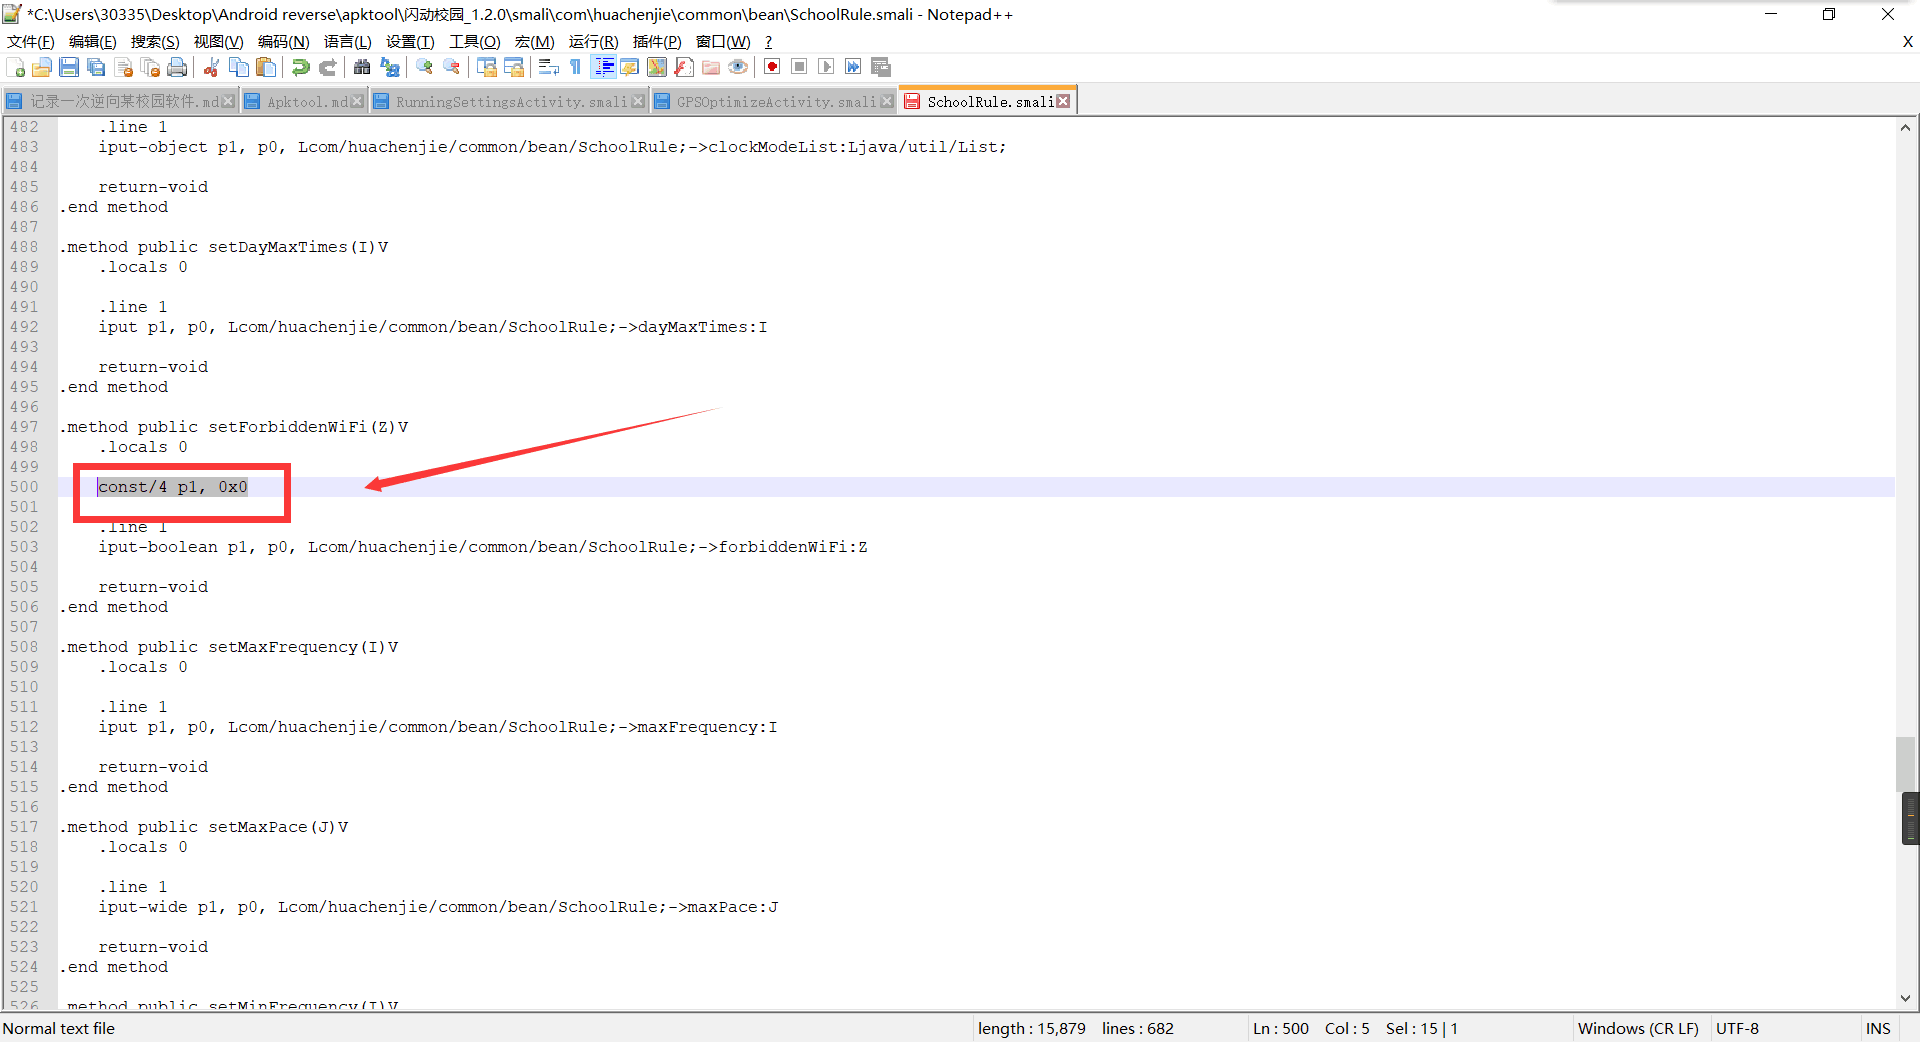 *C:\Users\30335\Desktop\Android reverse\apktool\闪动校园_1.2.0\smali\com\huachenjie\common\bean\SchoolRule.smali - Notepad++
文件(F) 编辑(E) 搜索(S) 视图(V) 编码(N) 语言(L) 设置(T) 工具(O) 宏(M) 运行(R) 插件(P) 窗口(W) ? X
记录一次逆向某校园软件.md Apktool.md RunningSettingsActivity.smali GPSOptimizeActivity.smali SchoolRule.smali
482 .line 1
483 iput-object p1, p0, Lcom/huachenjie/common/bean/SchoolRule;->clockModeList:Ljava/util/List;
484
485 return-void
486 .end method
487
488 .method public setDayMaxTimes(I)V
489 .locals 0
490
491 .line 1
492 iput p1, p0, Lcom/huachenjie/common/bean/SchoolRule;->dayMaxTimes:I
493
494 return-void
495 .end method
496
497 .method public setForbiddenWiFi(Z)V
498 .locals 0
499
500 const/4 p1, 0x0
501
502 .line 1
503 iput-boolean p1, p0, Lcom/huachenjie/common/bean/SchoolRule;->forbiddenWiFi:Z
504
505 return-void
506 .end method
507
508 .method public setMaxFrequency(I)V
509 .locals 0
510
511 .line 1
512 iput p1, p0, Lcom/huachenjie/common/bean/SchoolRule;->maxFrequency:I
513
514 return-void
515 .end method
516
517 .method public setMaxPace(J)V
518 .locals 0
519
520 .line 1
521 iput-wide p1, p0, Lcom/huachenjie/common/bean/SchoolRule;->maxPace:J
522
523 return-void
524 .end method
525
526 .method public setMinFrequency(I)V
Normal text file length : 15,879 lines : 682 Ln : 500 Col : 5 Sel : 15 | 1 Windows (CR LF) UTF-8 INS